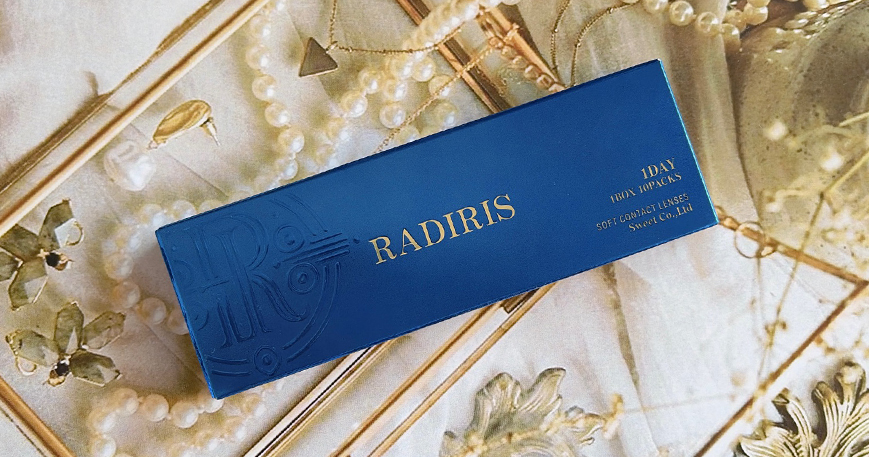 RADIRIS
1DAY
1BOX 10PACKS
SOFT CONTACT LENSES
Sweet Co.,Ltd